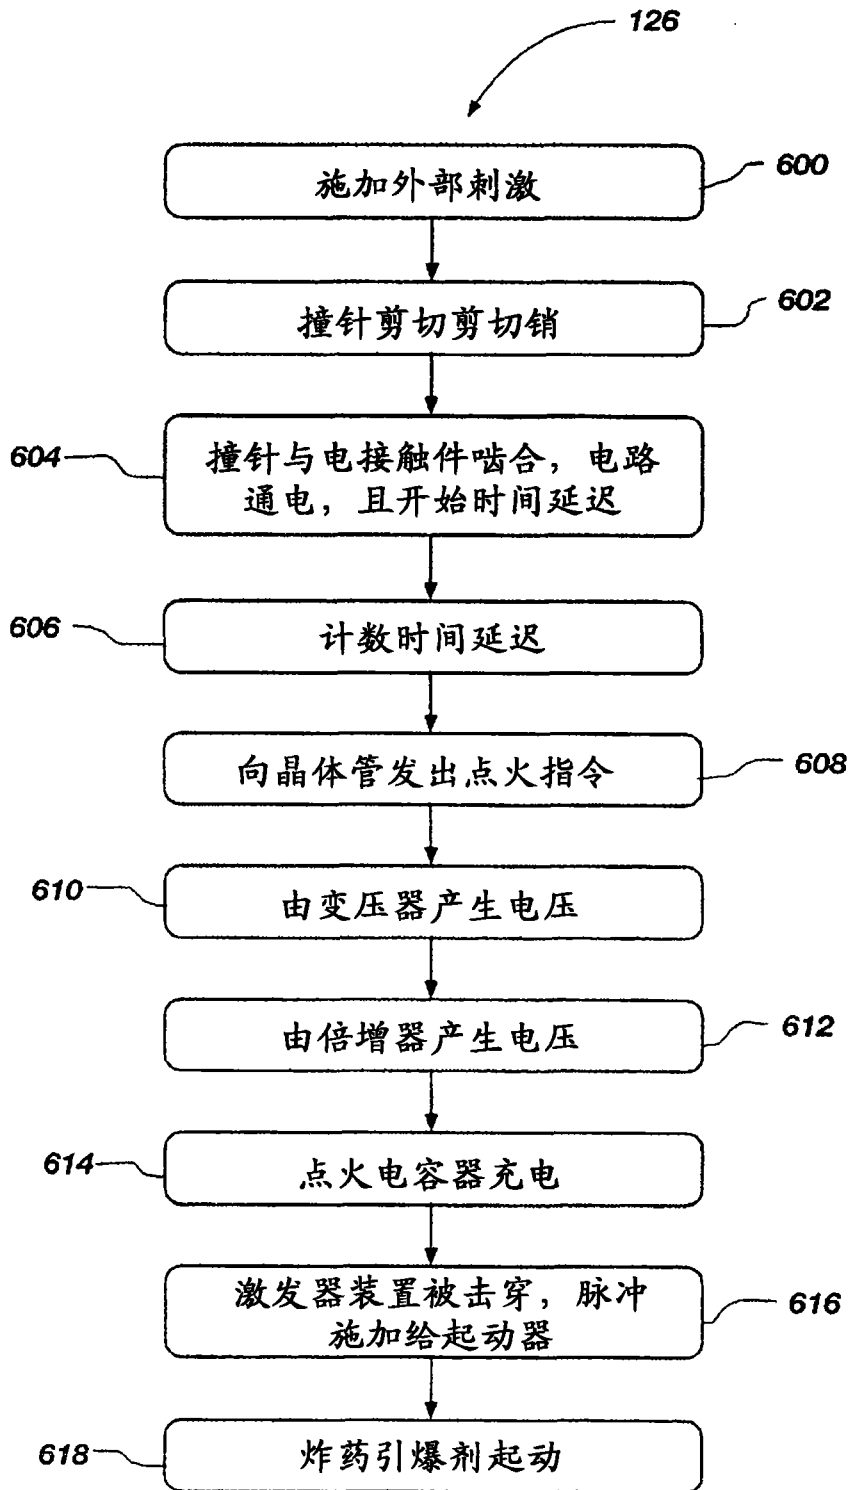 126
施加外部刺激
600
撞针剪切剪切销
602
604
撞针与电接触件啮合，电路
通电，且开始时间延迟
606
计数时间延迟
向晶体管发出点火指令
608
610
由变压器产生电压
由倍增器产生电压
612
614
点火电容器充电
激发器装置被击穿，脉冲
施加给起动器
616
618
炸药引爆剂起动